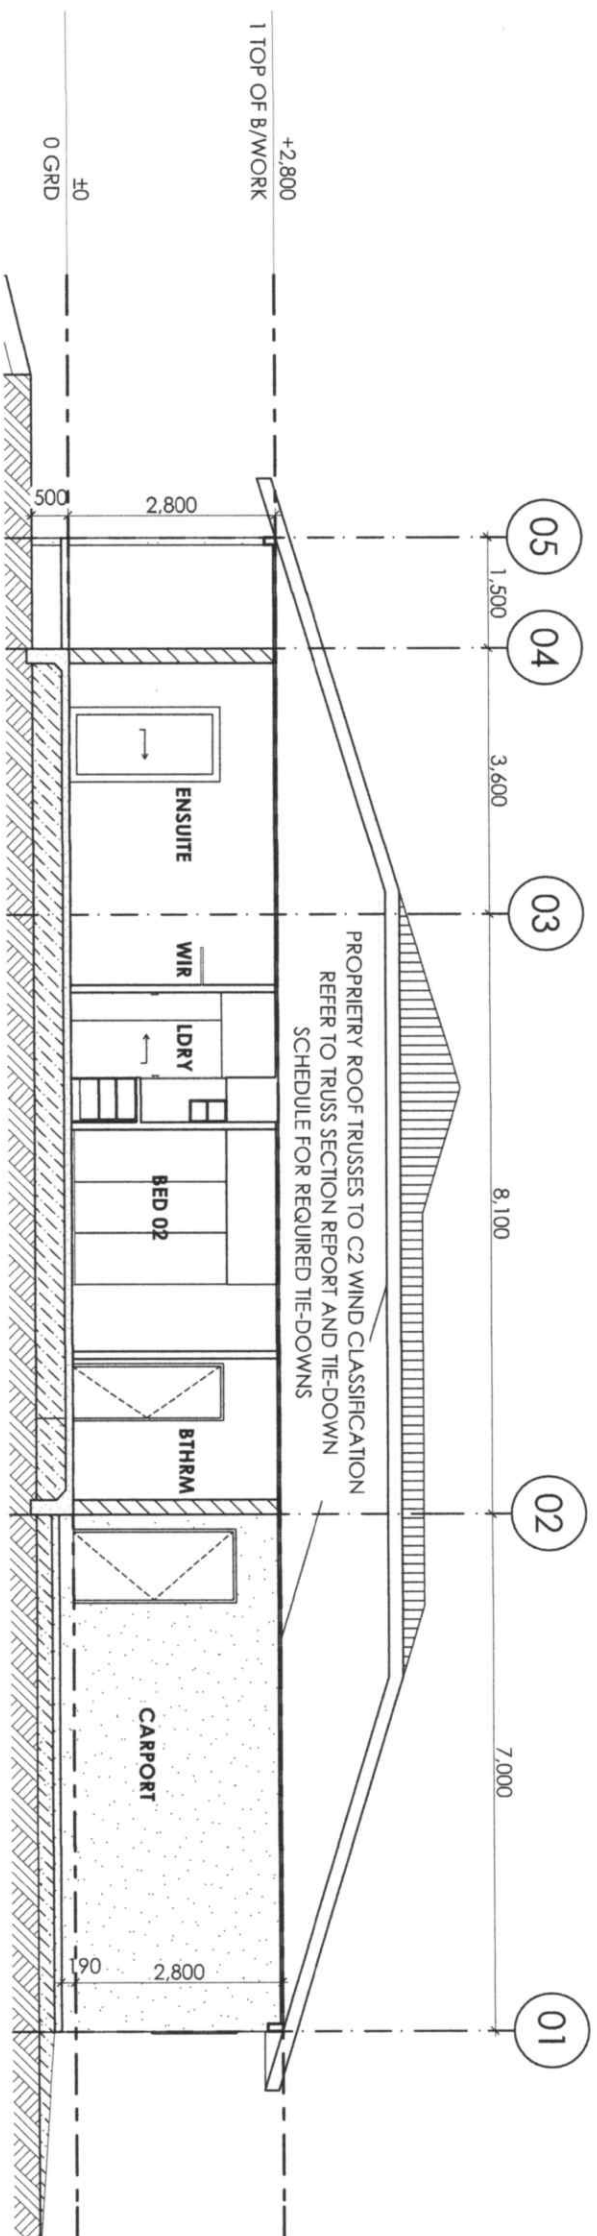 05
04
03
02
01
1,500
3,600
8,100
7,000
+2,800
1 TOP OF B/WORK
±0
0 GRD
2,800
500
PROPRIETRY ROOF TRUSSES TO C2 WIND CLASSIFICATION
REFER TO TRUSS SECTION REPORT AND TIE-DOWN
SCHEDULE FOR REQUIRED TIE-DOWNS
ENSUITE
WIR
LDRY
BED 02
BTHRM
CARPORT
2,800
190